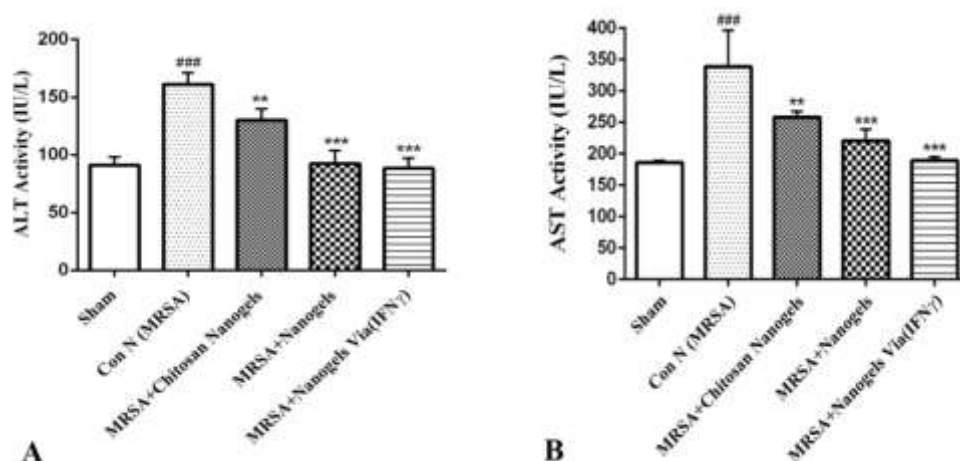 ALT Activity (IU/L)
200
150
100
50
0
###
**
***
***
Sham
Con N (MRSA)
MRSA+Chitosan Nanogels
MRSA+Nanogels
MRSA+Nanogels Via(IFNγ)
A
AST Activity (IU/L)
400
350
300
250
200
150
100
50
0
###
**
***
***
Sham
Con N (MRSA)
MRSA+Chitosan Nanogels
MRSA+Nanogels
MRSA+Nanogels Via(IFNγ)
B